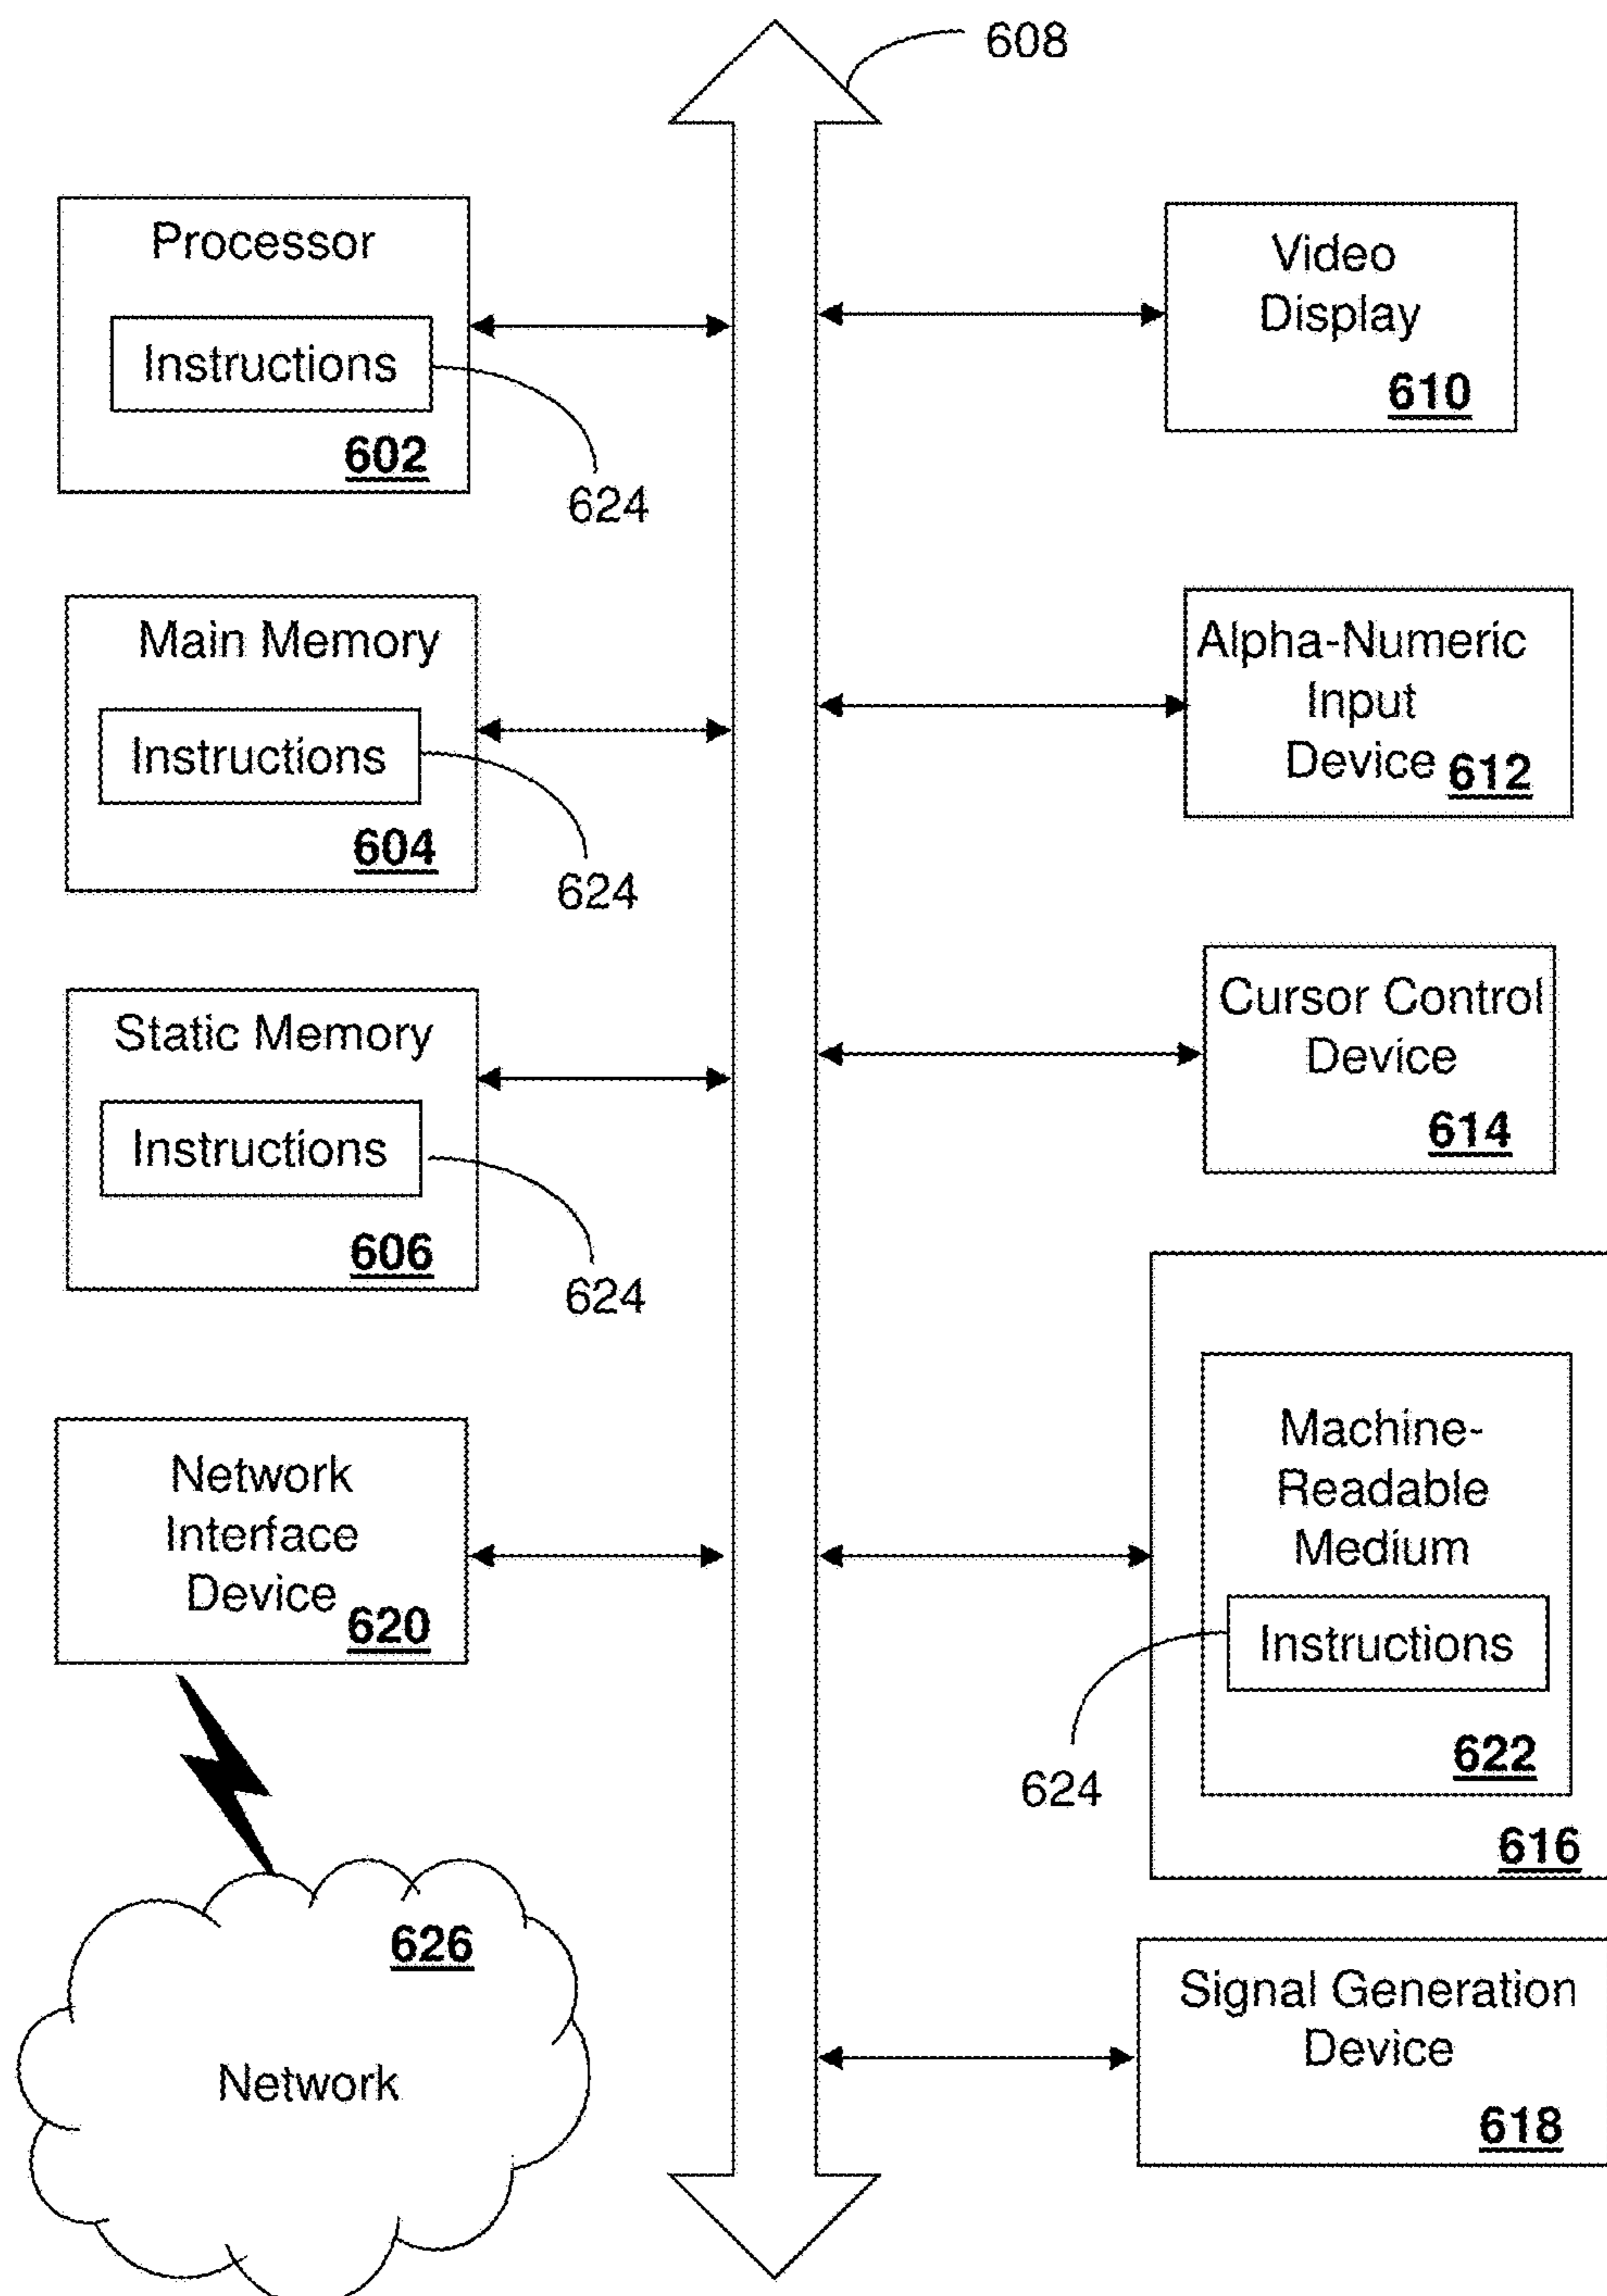 608
Processor
Instructions
602
624
Main Memory
Instructions
604
624
Static Memory
Instructions
606
624
Network
Interface
Device
620
626
Network
Video
Display
610
Alpha-Numeric
Input
Device 612
Cursor Control
Device
614
Machine-
Readable
Medium
Instructions
622
624
616
Signal Generation
Device
618